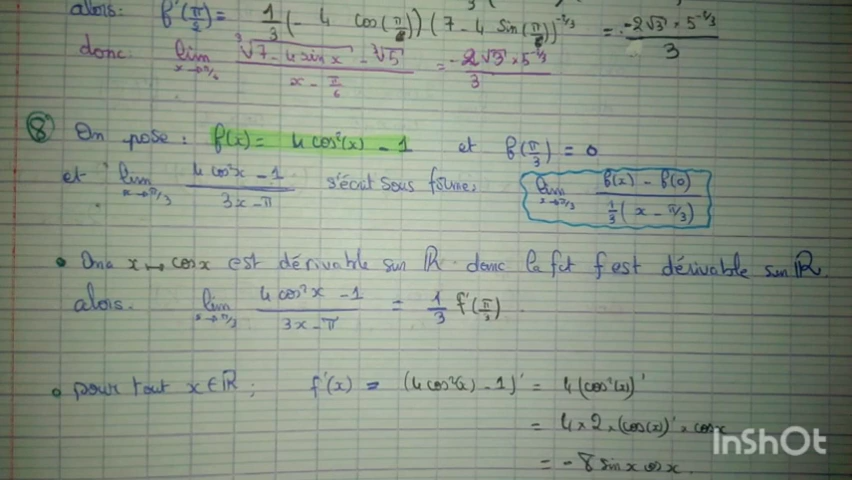 alors: f'(π/2) = 1/3 (-4 cos(π/6)) (7 - 4 sin(π/6))^-2/3 = -2√3 × 5^-2/3 / 3
donc lim x→π/6 (∛(7 - 4 sin x) - ∛5) / (x - π/6) = -2√3 × 5^-2/3 / 3
⑧ On pose: f(x) = 4 cos²(x) - 1 et f(π/3) = 0
et lim x→π/3 (4 cos²x - 1) / (3x - π) s'écrit sous forme: lim x→π/3 (f(x) - f(0)) / (1/3 (x - π/3))
• On a x ↦ cos x est dérivable sur ℝ donc la fct f est dérivable sur ℝ.
alors. lim x→π/3 (4 cos²x - 1) / (3x - π) = 1/3 f'(π/3)
• pour tout x∈ℝ; f'(x) = (4 cos²(x) - 1)' = 4 (cos²(x))'
= 4 × 2 × (cos(x))' × cos x
= -8 sin x cos x.
InShOt